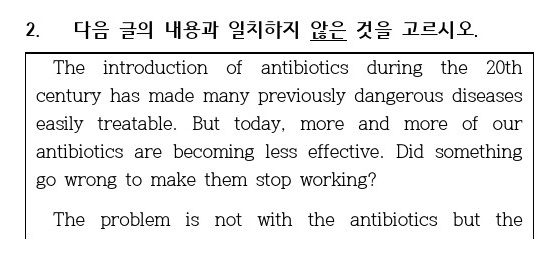 2. 다음 글의 내용과 일치하지 않은 것을 고르시오.
The introduction of antibiotics during the 20th
century has made many previously dangerous diseases
easily treatable. But today, more and more of our
antibiotics are becoming less effective. Did something
go wrong to make them stop working?
The problem is not with the antibiotics but the